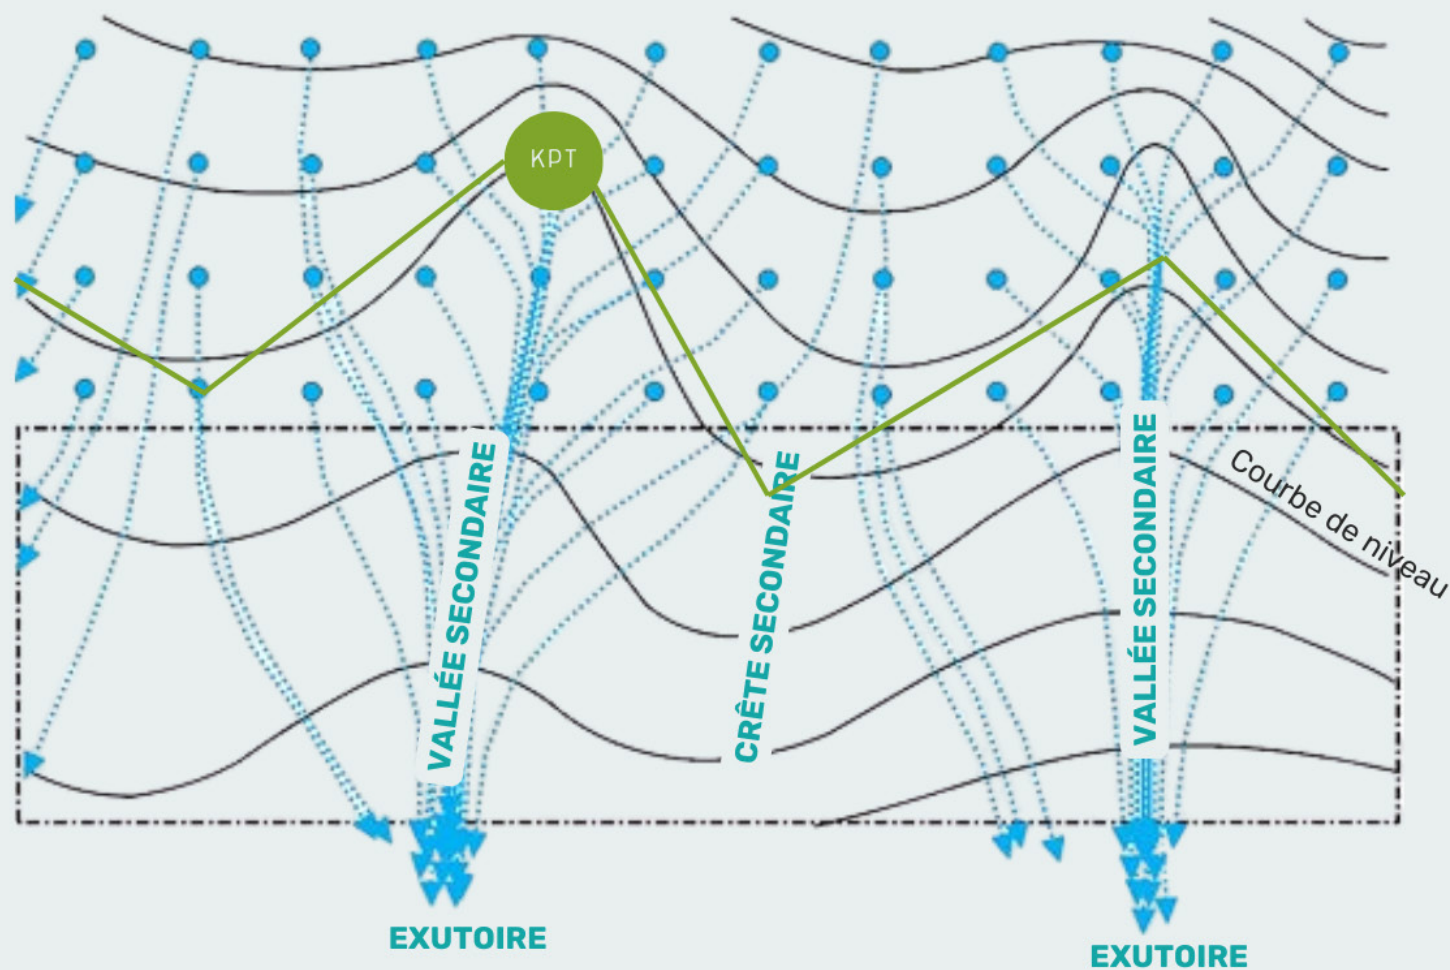 KPT
VALLÉE SECONDAIRE
CRÊTE SECONDAIRE
VALLÉE SECONDAIRE
Courbe de niveau
EXUTOIRE
EXUTOIRE